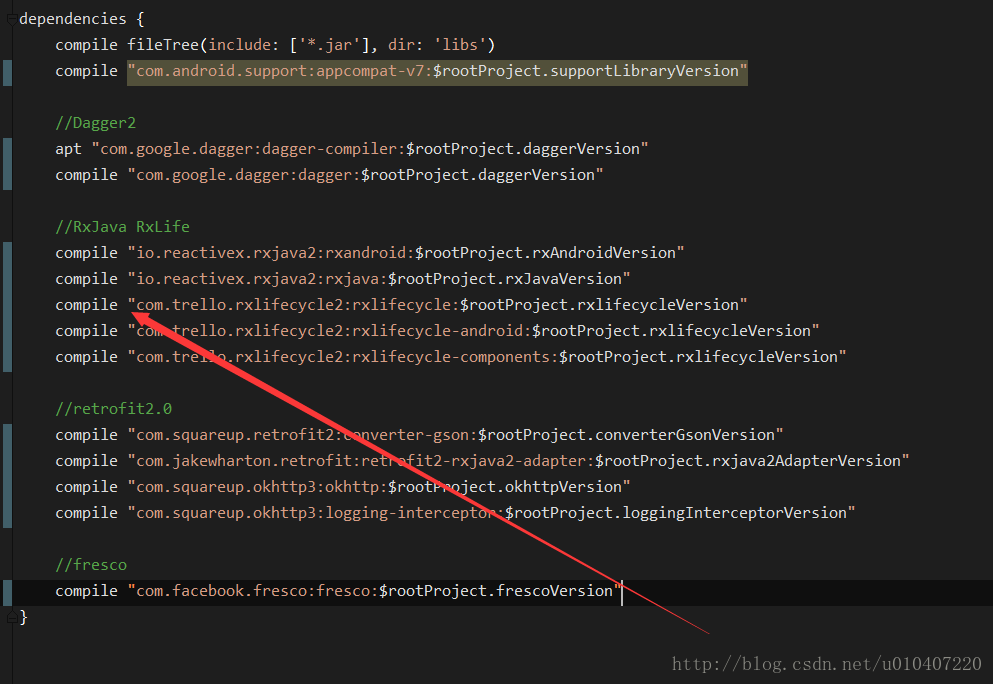 dependencies {
compile fileTree(include: ['*.jar'], dir: 'libs')
compile "com.android.support:appcompat-v7:$rootProject.supportLibraryVersion"
//Dagger2
apt "com.google.dagger:dagger-compiler:$rootProject.daggerVersion"
compile "com.google.dagger:dagger:$rootProject.daggerVersion"
//RxJava RxLife
compile "io.reactivex.rxjava2:rxandroid:$rootProject.rxAndroidVersion"
compile "io.reactivex.rxjava2:rxjava:$rootProject.rxJavaVersion"
compile "com.trello.rxlifecycle2:rxlifecycle:$rootProject.rxlifecycleVersion"
compile "com.trello.rxlifecycle2:rxlifecycle-android:$rootProject.rxlifecycleVersion"
compile "com.trello.rxlifecycle2:rxlifecycle-components:$rootProject.rxlifecycleVersion"
//retrofit2.0
compile "com.squareup.retrofit2:converter-gson:$rootProject.converterGsonVersion"
compile "com.jakewharton.retrofit:retrofit2-rxjava2-adapter:$rootProject.rxjava2AdapterVersion"
compile "com.squareup.okhttp3:okhttp:$rootProject.okhttpVersion"
compile "com.squareup.okhttp3:logging-interceptor:$rootProject.loggingInterceptorVersion"
//fresco
compile "com.facebook.fresco:fresco:$rootProject.frescoVersion"
}
http://blog.csdn.net/u010407220